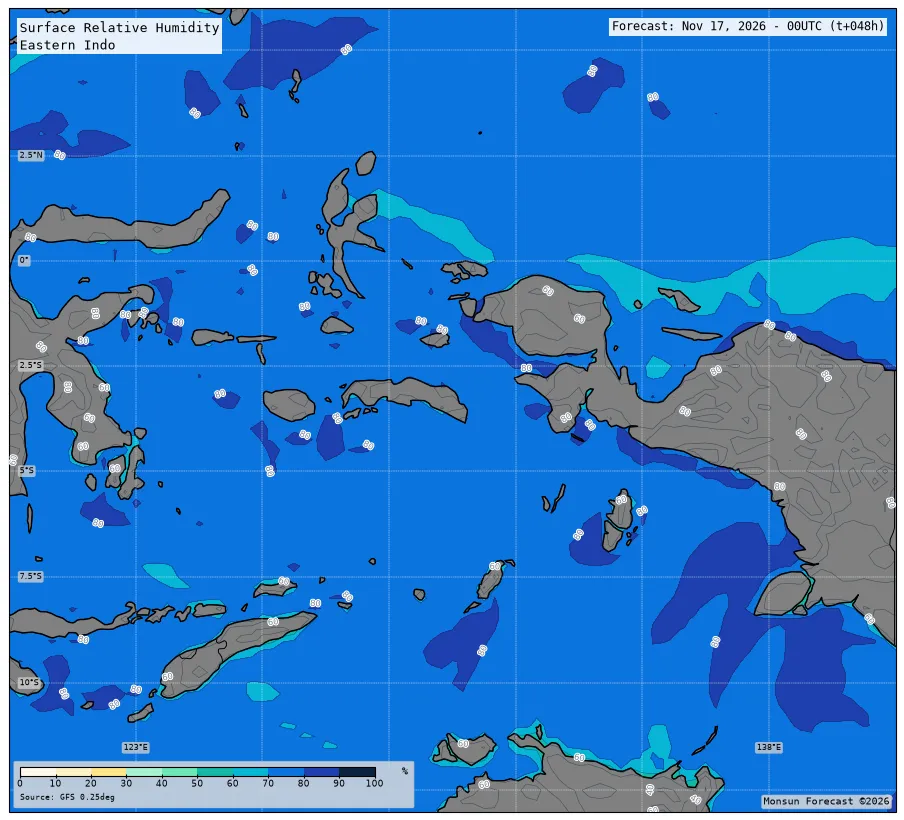 Surface Relative Humidity
Eastern Indo
Forecast: Nov 17, 2026 - 00UTC (t+048h)
2.5°N
0°
2.5°S
5°S
7.5°S
10°S
123°E
138°E
0 10 20 30 40 50 60 70 80 90 100 %
Source: GFS 0.25deg
Monsun Forecast ©2026